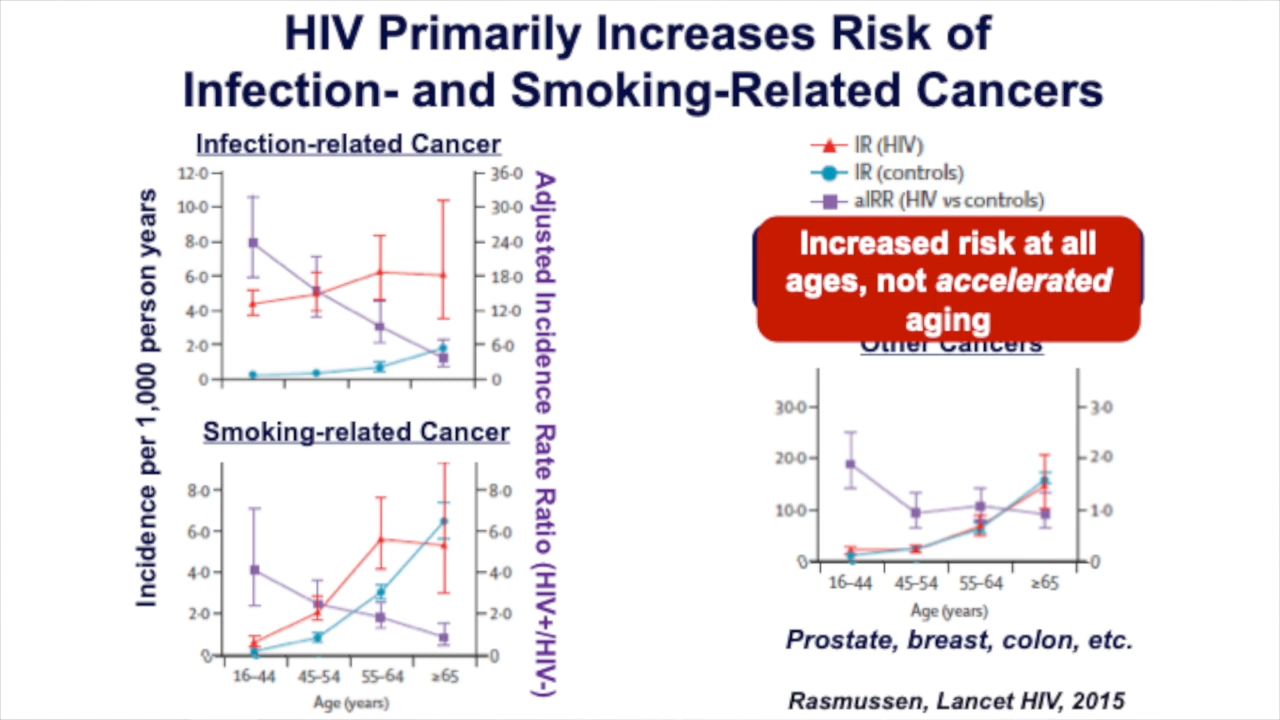 HIV Primarily Increases Risk of
Infection- and Smoking-Related Cancers
Infection-related Cancer
12·0
10·0
8·0
6·0
4·0
2·0
0
36·0
30·0
24·0
18·0
12·0
6·0
0
Incidence per 1,000 person years
Adjusted Incidence Rate Ratio (HIV+/HIV-)
Smoking-related Cancer
8·0
6·0
4·0
2·0
0
8·0
6·0
4·0
2·0
0
16–44 45–54 55–64 ≥65
Age (years)
IR (HIV)
IR (controls)
aIRR (HIV vs controls)
Increased risk at all
ages, not accelerated
aging
Other Cancers
30·0
20·0
10·0
0
3·0
2·0
1·0
0
16–44 45–54 55–64 ≥65
Age (years)
Prostate, breast, colon, etc.
Rasmussen, Lancet HIV, 2015